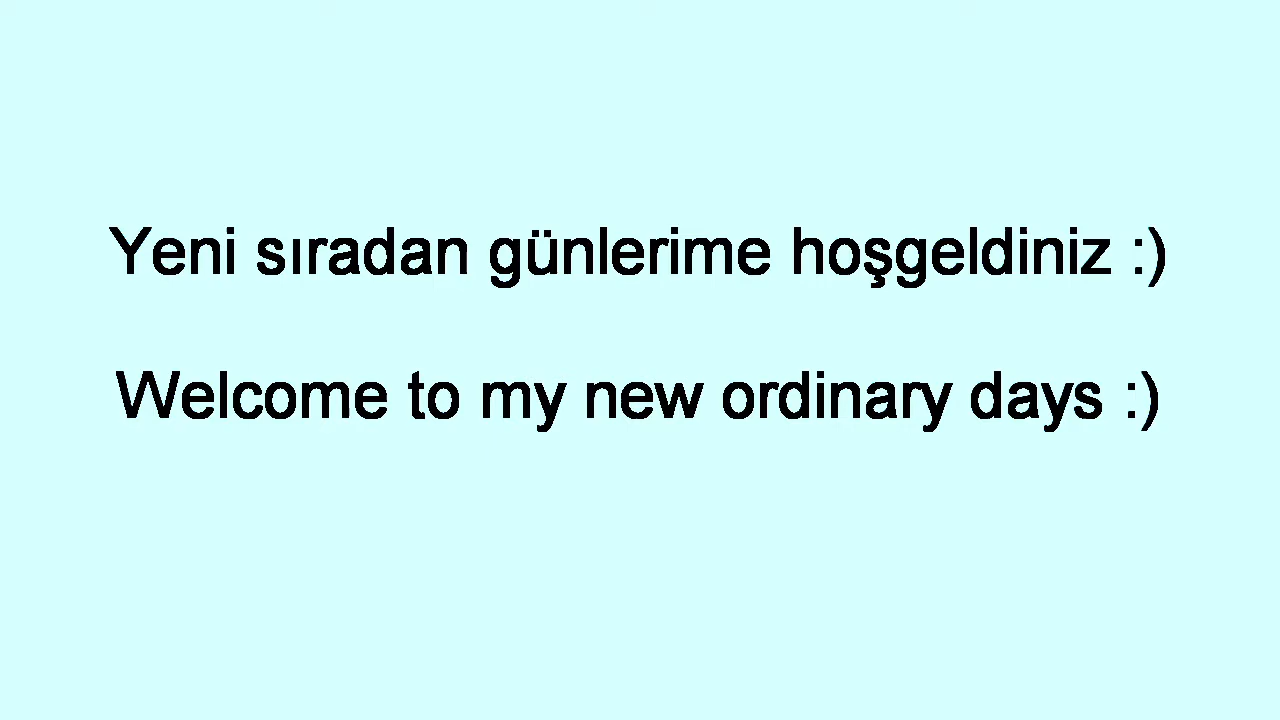 Yeni sıradan günlerime hoşgeldiniz :)
Welcome to my new ordinary days :)